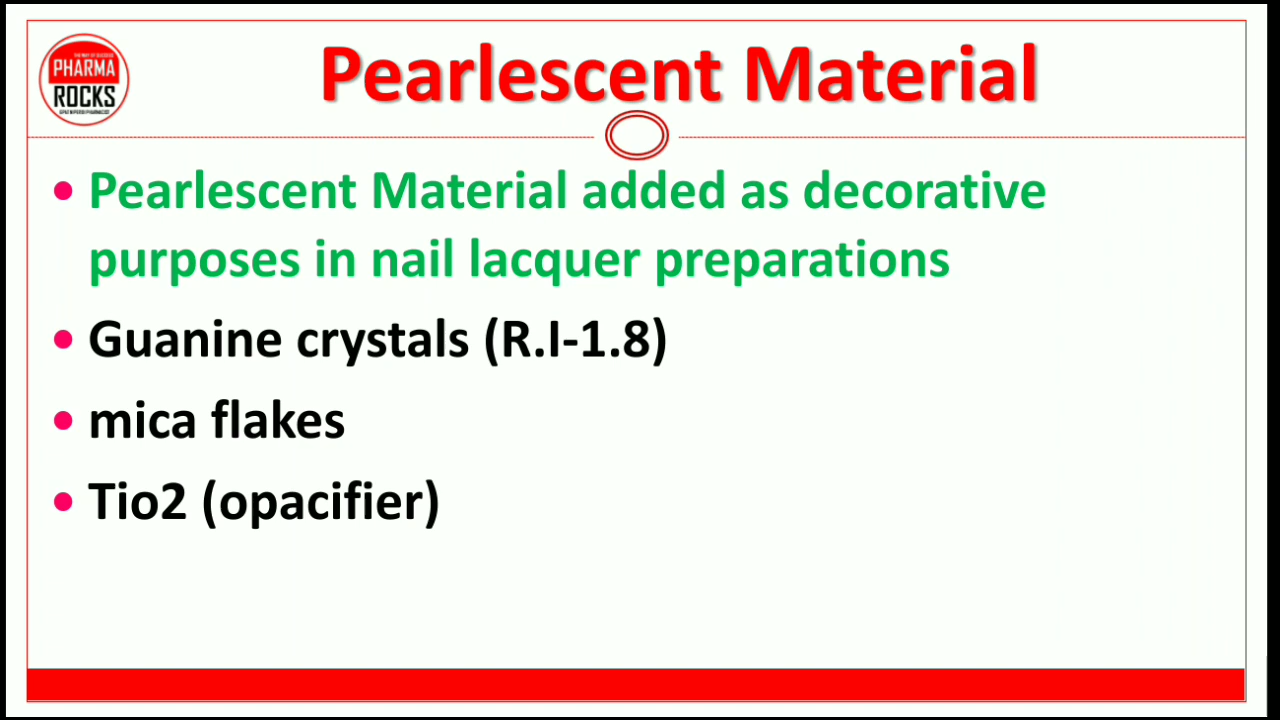 PHARMA
ROCKS
Pearlescent Material
• Pearlescent Material added as decorative
purposes in nail lacquer preparations
• Guanine crystals (R.I-1.8)
• mica flakes
• Tio2 (opacifier)